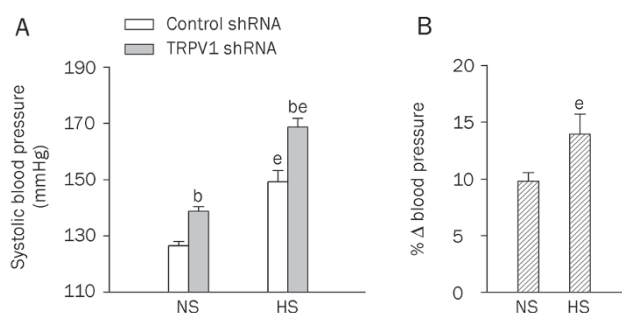 A
Control shRNA
TRPV1 shRNA
Systolic blood pressure
(mmHg)
190
170
150
130
110
b
e
be
NS
HS
B
% Δ blood pressure
20
15
10
5
0
e
NS
HS